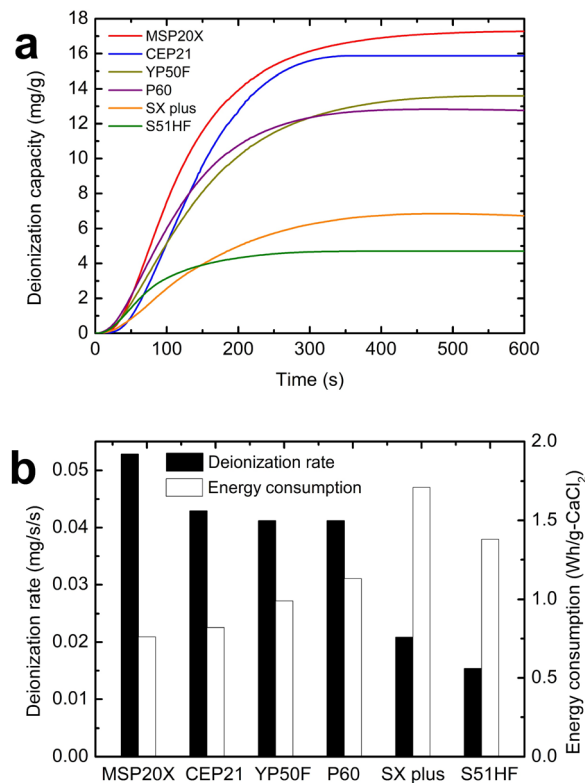 a
18
16
14
12
10
8
6
4
2
0
Deionization capacity (mg/g)
MSP20X
CEP21
YP50F
P60
SX plus
S51HF
0 100 200 300 400 500 600
Time (s)
b
0.05
0.04
0.03
0.02
0.01
0.00
Deionization rate (mg/s/s)
Deionization rate
Energy consumption
2.0
1.5
1.0
0.5
0.0
Energy consumption (Wh/g-CaCl₂)
MSP20X CEP21 YP50F P60 SX plus S51HF